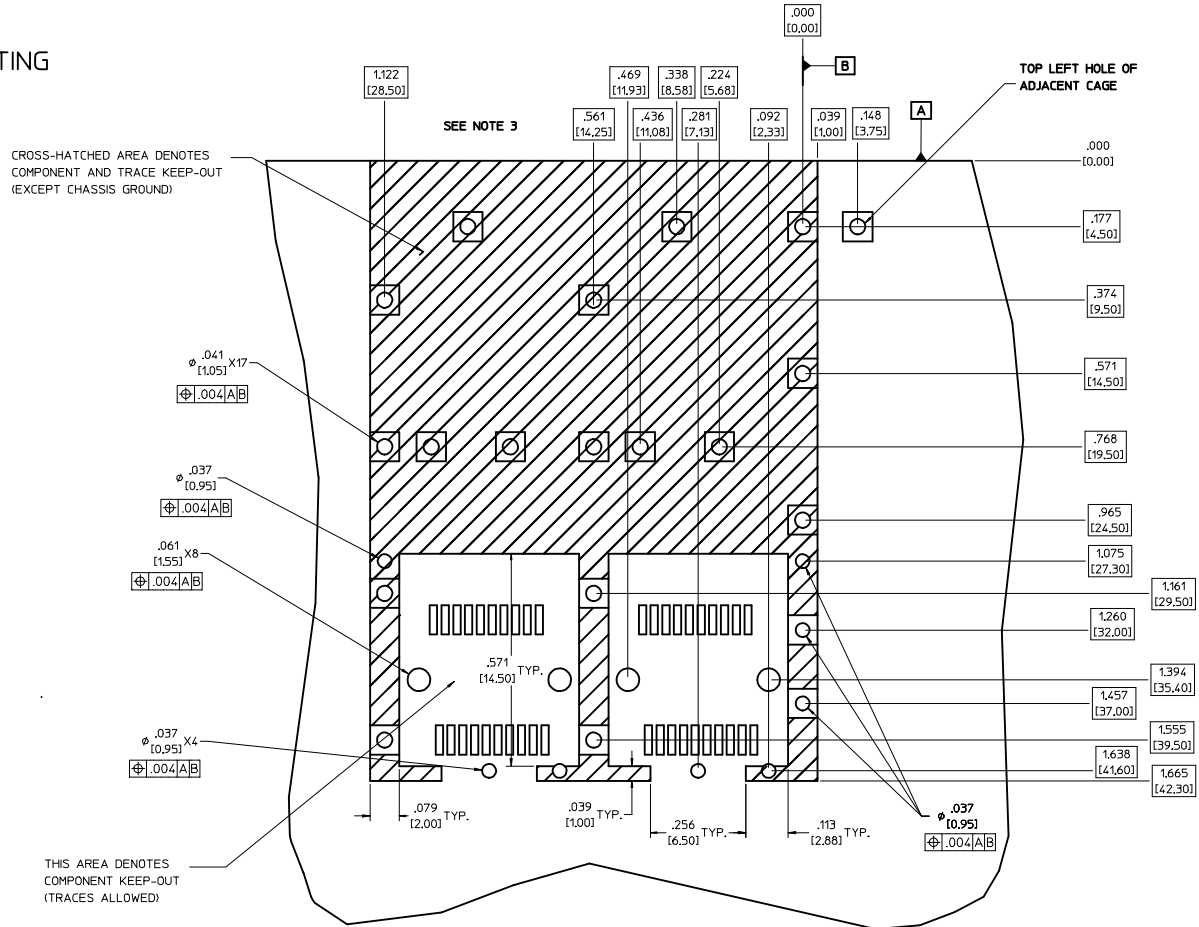 TING
.000
[0.00]
B
TOP LEFT HOLE OF
ADJACENT CAGE
1.122
[28.50]
.469
[11.93]
.338
[8.58]
.224
[5.68]
SEE NOTE 3
.561
[14.25]
.436
[11.08]
.281
[7.13]
.092
[2.33]
.039
[1.00]
.148
[3.75]
A
.000
[0.00]
CROSS-HATCHED AREA DENOTES
COMPONENT AND TRACE KEEP-OUT
(EXCEPT CHASSIS GROUND)
.177
[4.50]
.374
[9.50]
ø .041 X17
[1.05]
⌖ .004 A B
.571
[14.50]
.768
[19.50]
ø .037
[0.95]
⌖ .004 A B
.965
[24.50]
.061 X8
[1.55]
⌖ .004 A B
1.075
[27.30]
1.161
[29.50]
1.260
[32.00]
.571 TYP.
[14.50]
1.394
[35.40]
1.457
[37.00]
1.555
[39.50]
ø .037 X4
[0.95]
⌖ .004 A B
1.638
[41.60]
1.665
[42.30]
.079 TYP.
[2.00]
.039 TYP.
[1.00]
.256 TYP.
[6.50]
.113 TYP.
[2.88]
ø .037
[0.95]
⌖ .004 A B
THIS AREA DENOTES
COMPONENT KEEP-OUT
(TRACES ALLOWED)